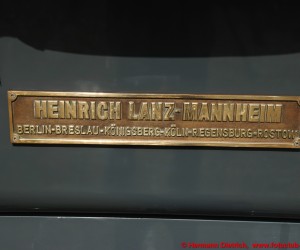 HEINRICH LANZ-MANNHEIM
BERLIN-BRESLAU-KÖNIGSBERG-KÖLN-REGENSBURG-ROSTOW
©